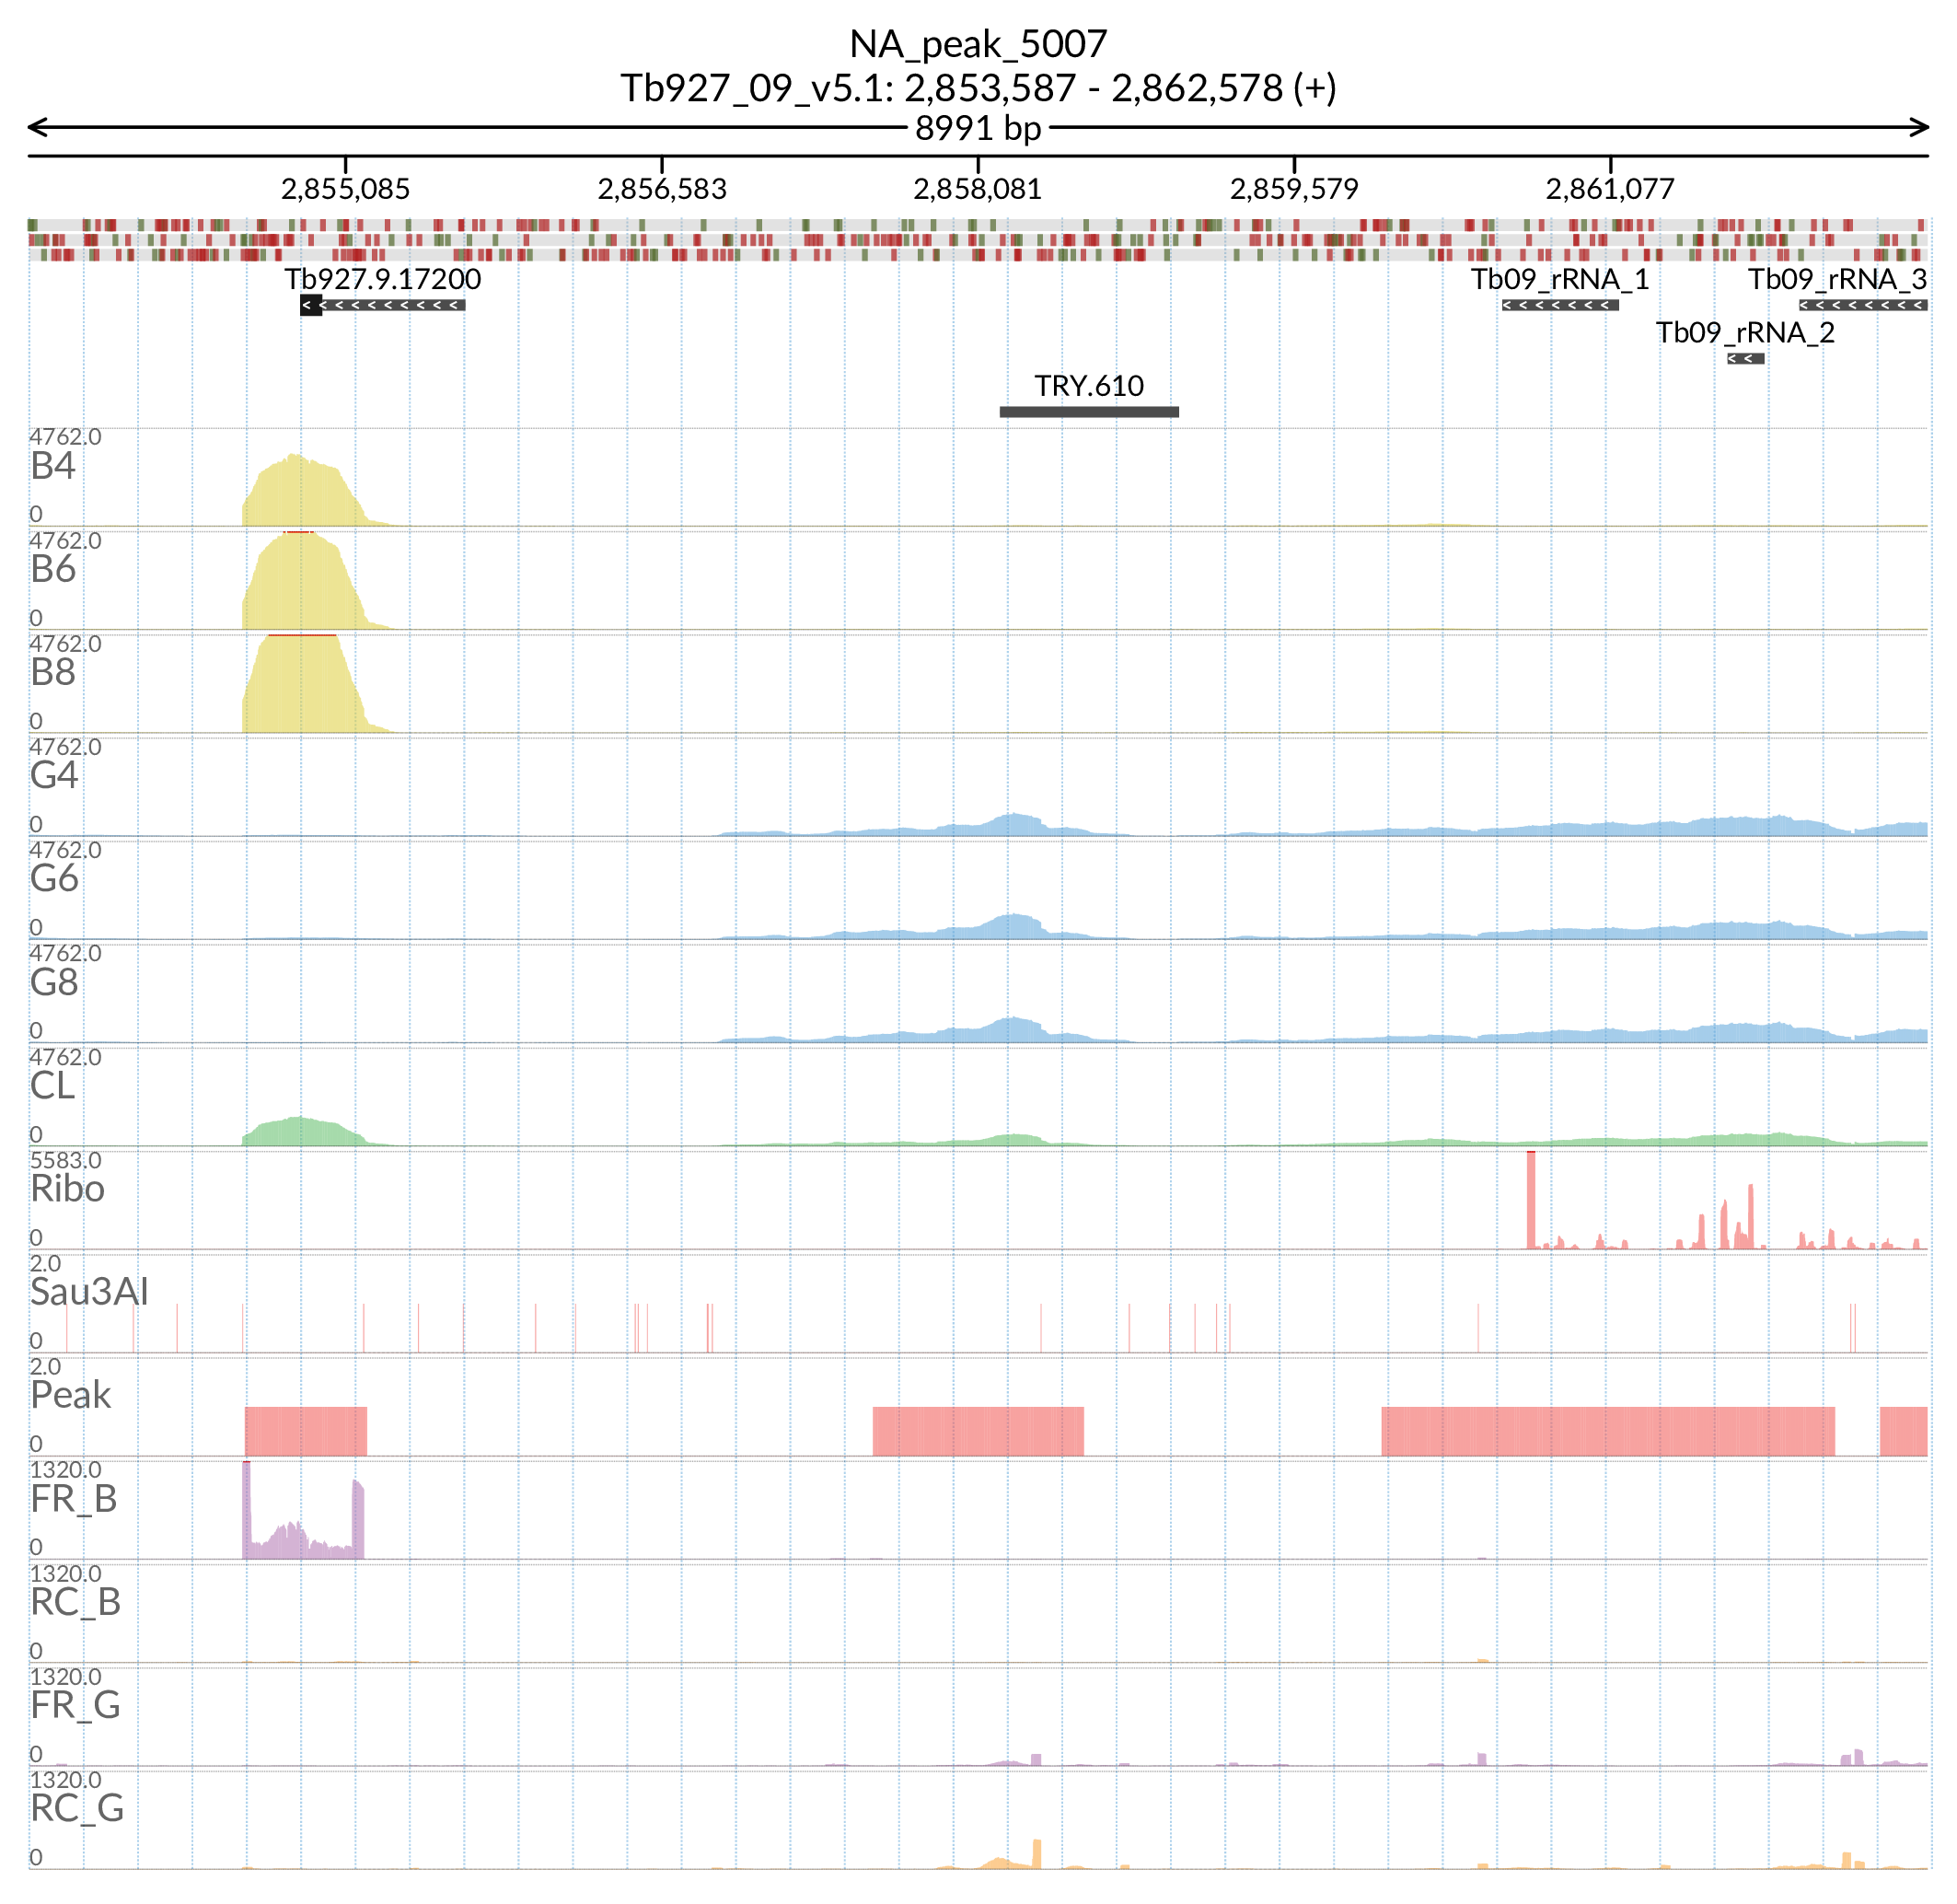 NA_peak_5007
Tb927_09_v5.1: 2,853,587 - 2,862,578 (+)
8991 bp
2,855,085 2,856,583 2,858,081 2,859,579 2,861,077
Tb927.9.17200 Tb09_rRNA_1 Tb09_rRNA_3
Tb09_rRNA_2
TRY.610
4762.0
B4
0
4762.0
B6
0
4762.0
B8
0
4762.0
G4
0
4762.0
G6
0
4762.0
G8
0
4762.0
CL
0
5583.0
Ribo
0
2.0
Sau3AI
0
2.0
Peak
0
1320.0
FR_B
0
1320.0
RC_B
0
1320.0
FR_G
0
1320.0
RC_G
0